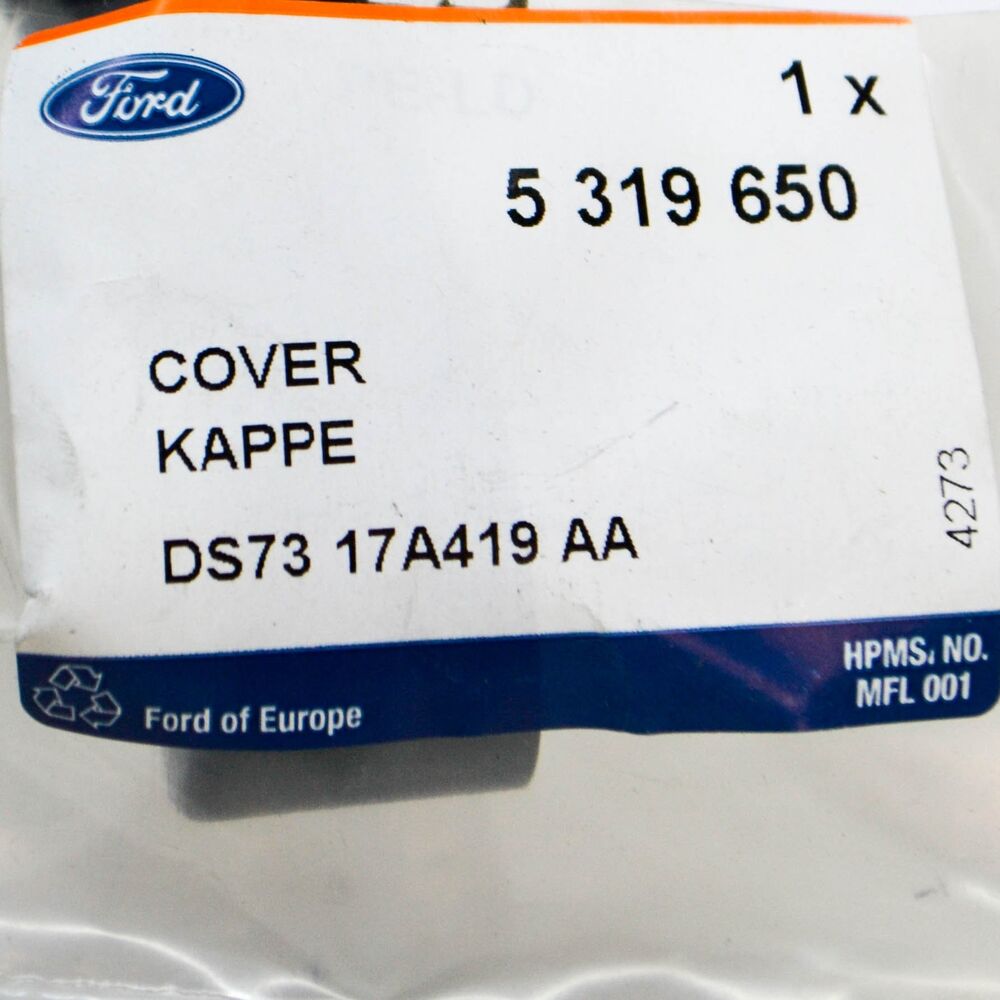 Ford
1 x
5 319 650
COVER
KAPPE
DS73 17A419 AA
4273
HPMS. NO.
MFL 001
Ford of Europe